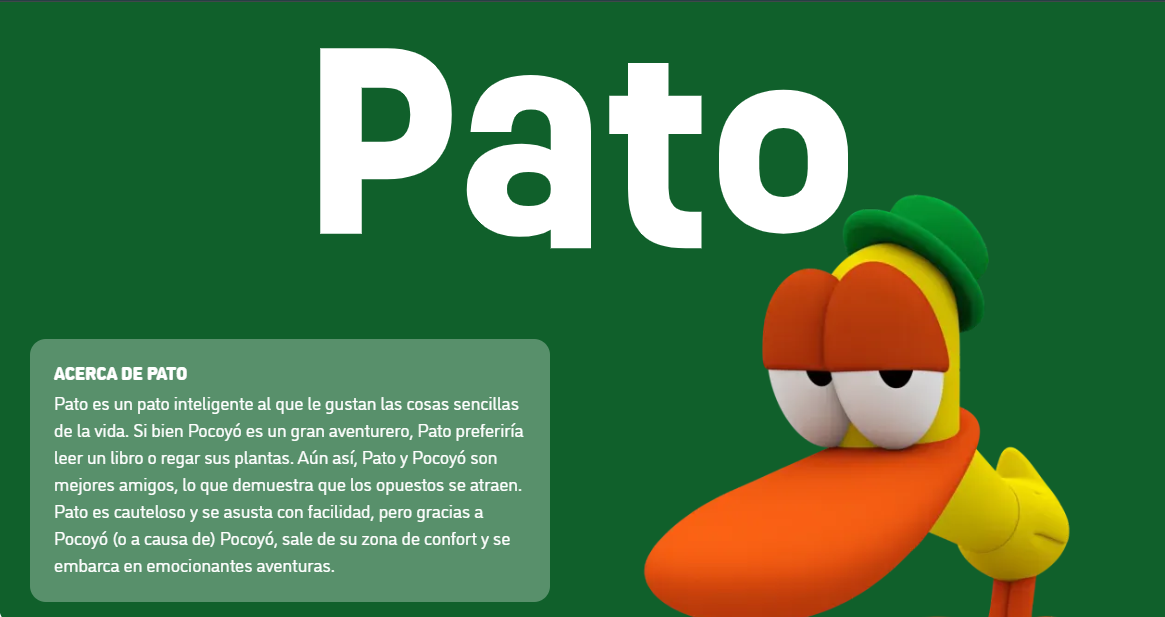 Pato
ACERCA DE PATO
Pato es un pato inteligente al que le gustan las cosas sencillas
de la vida. Si bien Pocoyó es un gran aventurero, Pato preferiría
leer un libro o regar sus plantas. Aún así, Pato y Pocoyó son
mejores amigos, lo que demuestra que los opuestos se atraen.
Pato es cauteloso y se asusta con facilidad, pero gracias a
Pocoyó (o a causa de) Pocoyó, sale de su zona de confort y se
embarca en emocionantes aventuras.